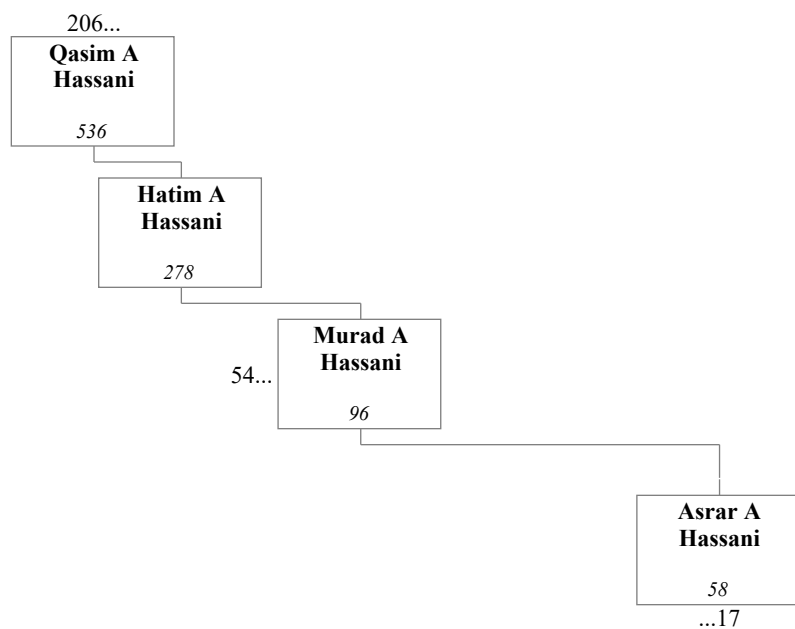 206...
Qasim A
Hassani
536
Hatim A
Hassani
278
Murad A
Hassani
54...
96
Asrar A
Hassani
58
...17